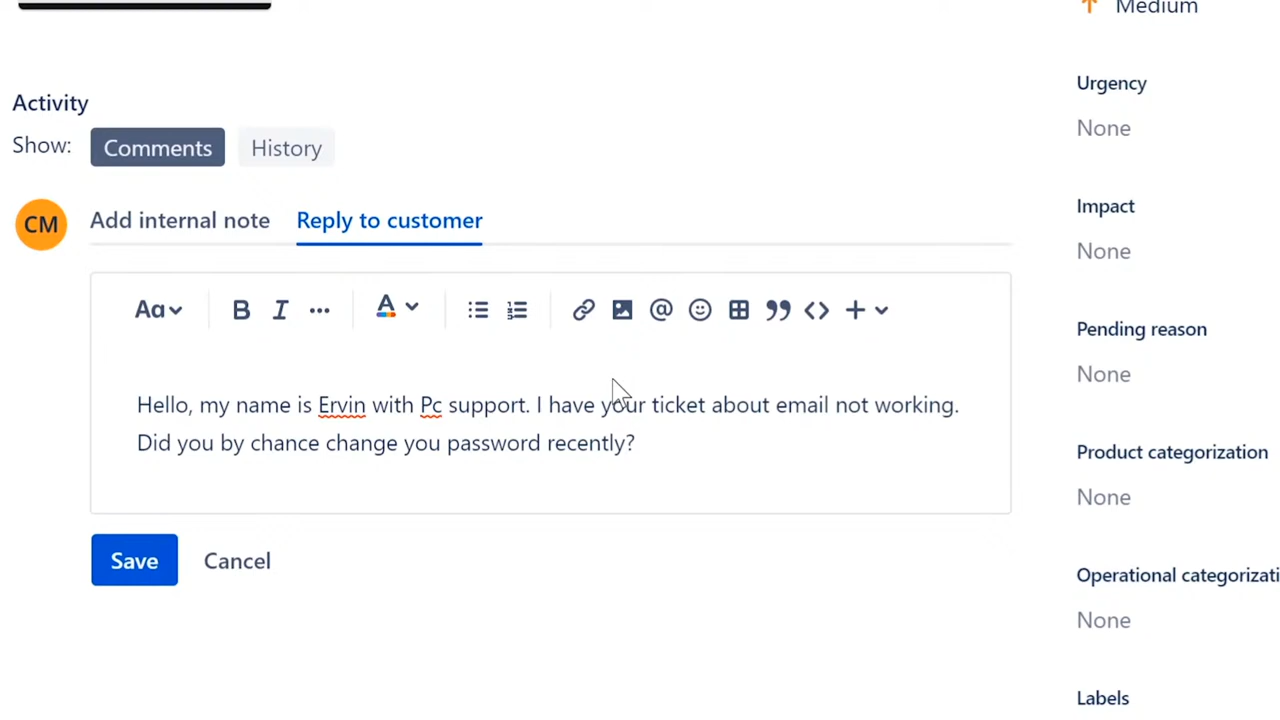 Medium
Activity
Urgency
None
Show: Comments History
Impact
None
CM Add internal note Reply to customer
Aa B I A @
Pending reason
None
Hello, my name is Ervin with Pc support. I have your ticket about email not working.
Did you by chance change you password recently?
Product categorization
None
Save Cancel
Operational categorizati
None
Labels